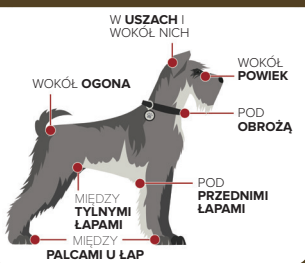 W USZACH I
WOKÓŁ NICH
WOKÓŁ
POWIEK
WOKÓŁ OGONA
POD
OBROŻĄ
MIĘDZY
TYLNYMI
ŁAPAMI
POD
PRZEDNIMI
ŁAPAMI
MIĘDZY
PALCAMI U ŁAP